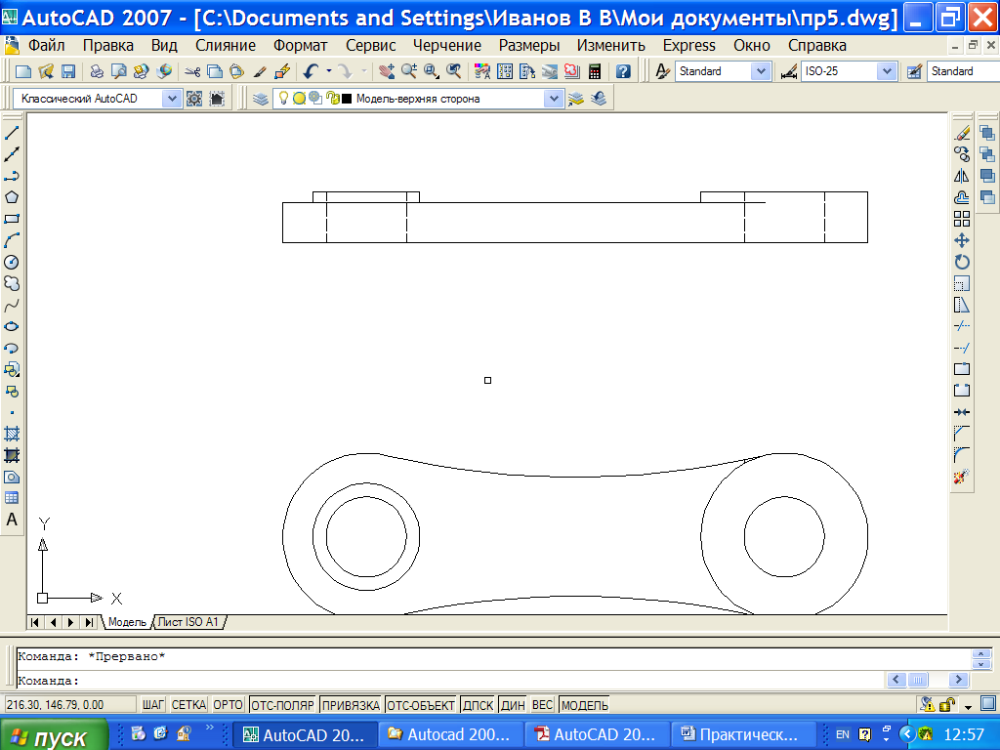 AutoCAD 2007 - [C:\Documents and Settings\Иванов В В\Мои документы\пр5.dwg]
Файл Правка Вид Слияние Формат Сервис Черчение Размеры Изменить Express Окно Справка
Standard ISO-25 Standard
Классический AutoCAD Модель-верхняя сторона
A
Y
X
Модель Лист ISO A1
Команда: *Прервано*
Команда:
216.30, 146.79, 0.00 ШАГ СЕТКА ОРТО ОТС-ПОЛЯР ПРИВЯЗКА ОТС-ОБЪЕКТ ДПСК ДИН ВЕС МОДЕЛЬ
пуск AutoCAD 20... Autocad 200... AutoCAD 20... Практическ... EN 12:57